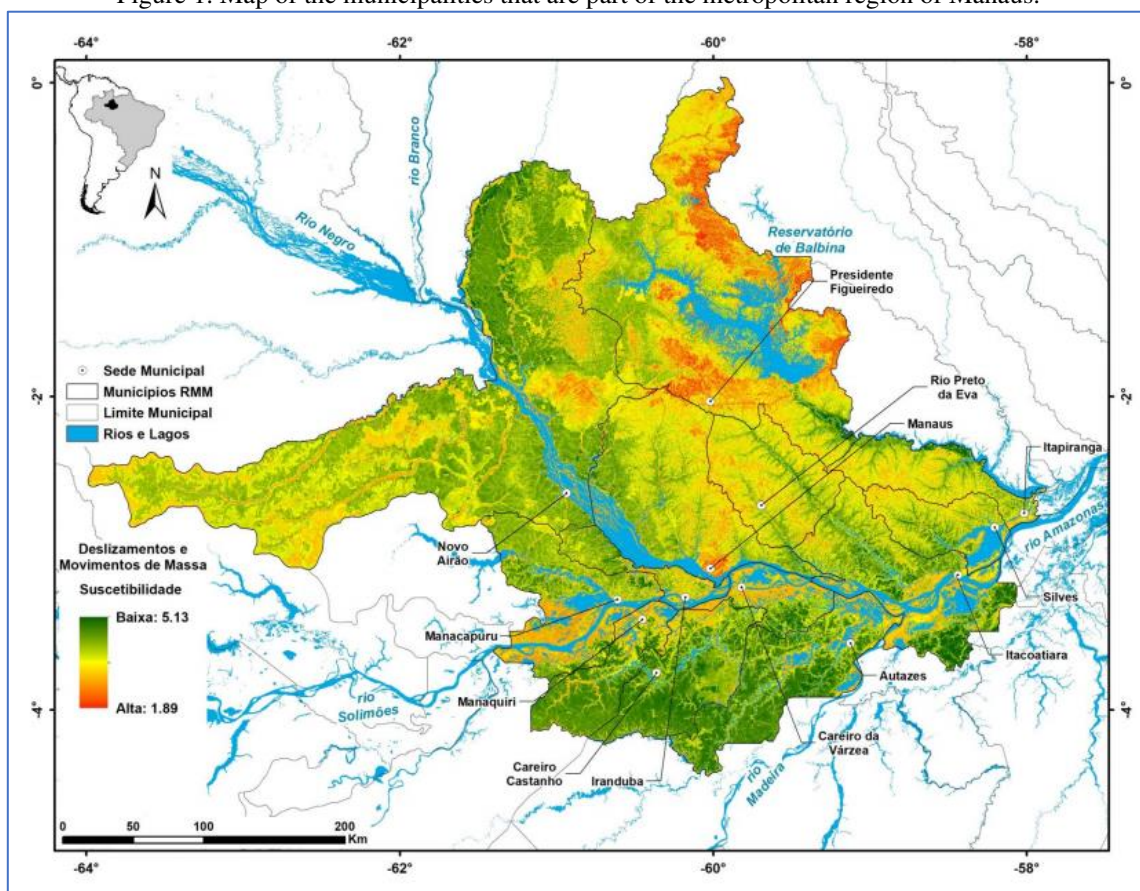 Figure 1: Map of the municipalities that are part of the metropolitan region of Manaus.
-64°
-62°
-60°
-58°
0°
0°
N
rio Branco
Rio Negro
Reservatório
de Balbina
Presidente
Figueiredo
Sede Municipal
Municípios RMM
Limite Municipal
Rios e Lagos
-2°
-2°
Rio Preto
da Eva
Manaus
Itapiranga
rio Amazonas
Novo
Airão
Deslizamentos e
Movimentos de Massa
Suscetibilidade
Baixa: 5.13
Alta: 1.89
Silves
Manacapuru
Itacoatiara
Autazes
Manaquiri
rio
Solimões
-4°
-4°
Careiro da
Várzea
Careiro
Castanho
Iranduba
rio
Madeira
0
50
100
200
Km
-64°
-62°
-60°
-58°